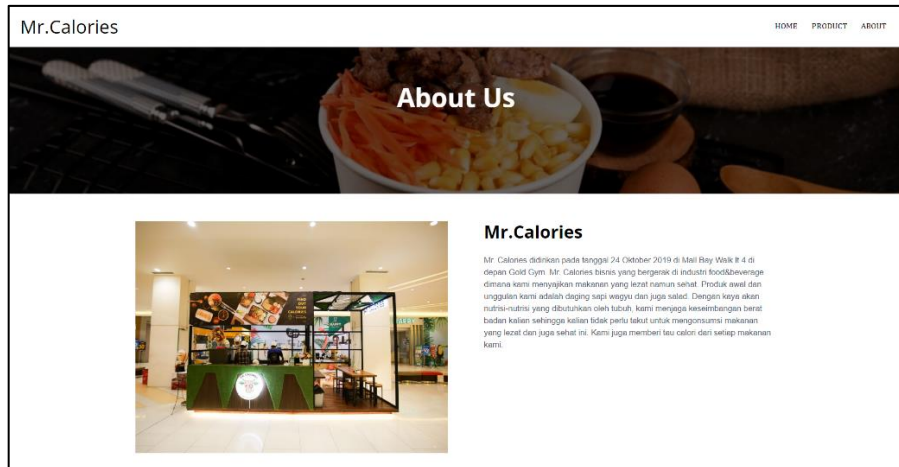 Mr.Calories
HOME PRODUCT ABOUT
About Us
Mr.Calories
Mr. Calories didirikan pada tanggal 24 Oktober 2019 di Mall Bay Walk lt 4 di
depan Gold Gym. Mr. Calories bisnis yang bergerak di industri food&beverage
dimana kami menyajikan makanan yang lezat namun sehat. Produk awal dan
unggulan kami adalah daging sapi wagyu dan juga salad. Dengan kaya akan
nutrisi-nutrisi yang dibutuhkan oleh tubuh, kami menjaga keseimbangan berat
badan kalian sehingga kalian tidak perlu takut untuk mengonsumsi makanan
yang lezat dan juga sehat ini. Kami juga memberi tau calori dari setiap makanan
kami.
FIND
OUT
YOUR
CALORIES